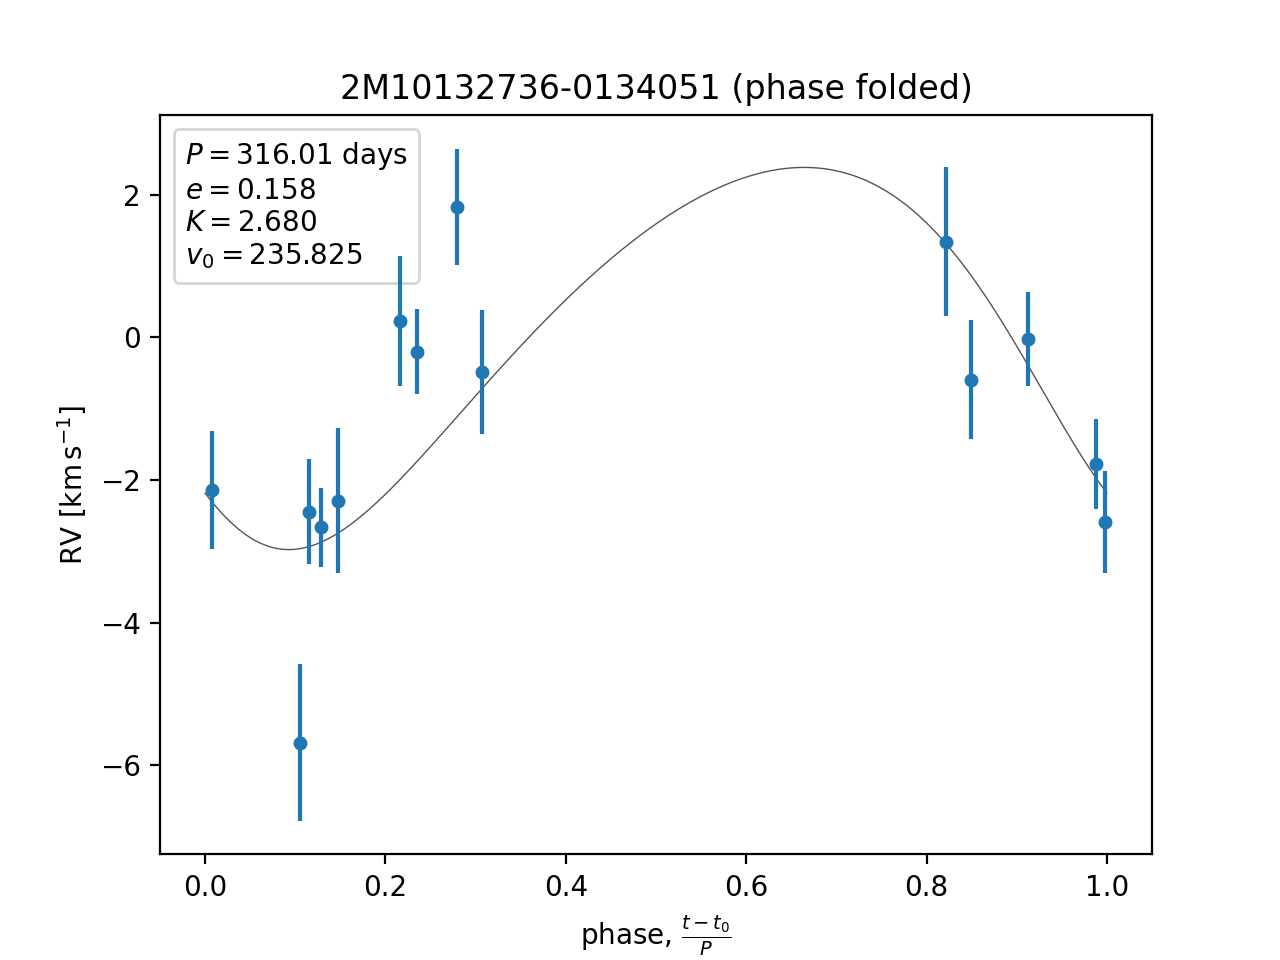 2M10132736-0134051 (phase folded)
P = 316.01 days
e = 0.158
K = 2.680
v₀ = 235.825
2
0
−2
−4
−6
RV [km s⁻¹]
0.0 0.2 0.4 0.6 0.8 1.0
phase, (t − t₀)/P